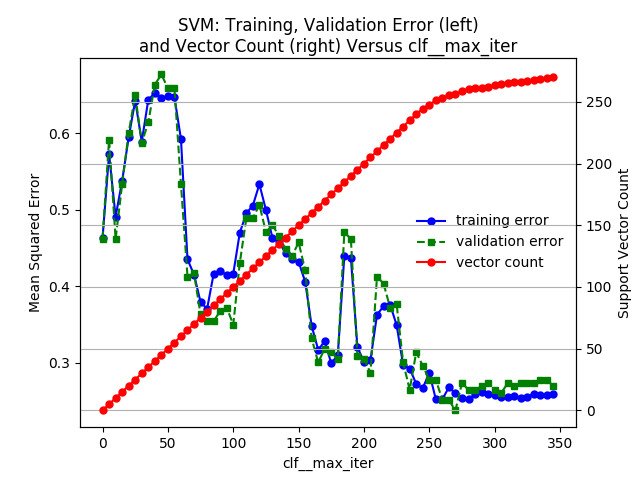 SVM: Training, Validation Error (left)
and Vector Count (right) Versus clf__max_iter
Mean Squared Error
0.6
0.5
0.4
0.3
training error
validation error
vector count
250
200
150
100
50
0
Support Vector Count
0 50 100 150 200 250 300 350
clf__max_iter